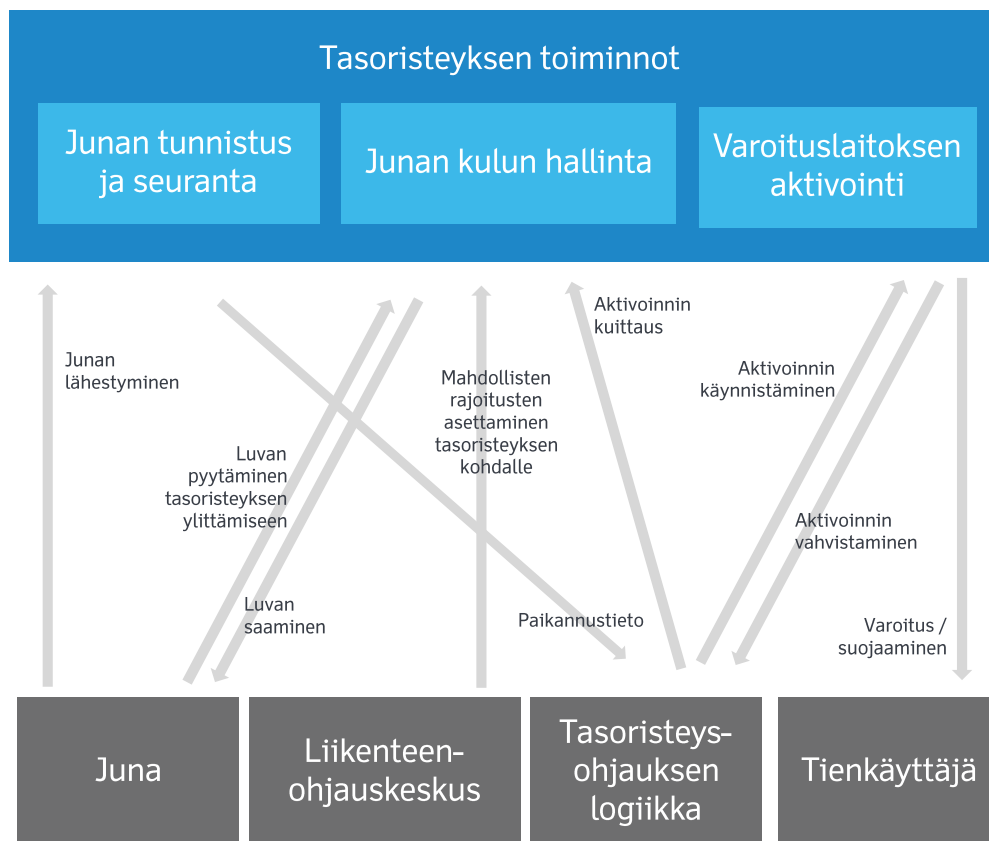 Tasoristeyksen toiminnot
Junan tunnistus
ja seuranta
Junan kulun hallinta
Varoituslaitoksen
aktivointi
Junan
lähestyminen
Luvan
pyytäminen
tasoristeyksen
ylittämiseen
Luvan
saaminen
Mahdollisten
rajoitusten
asettaminen
tasoristeyksen
kohdalle
Aktivoinnin
kuittaus
Paikannustieto
Aktivoinnin
käynnistäminen
Aktivoinnin
vahvistaminen
Varoitus /
suojaaminen
Juna
Liikenteen-
ohjauskeskus
Tasoristeys-
ohjauksen
logiikka
Tienkäyttäjä